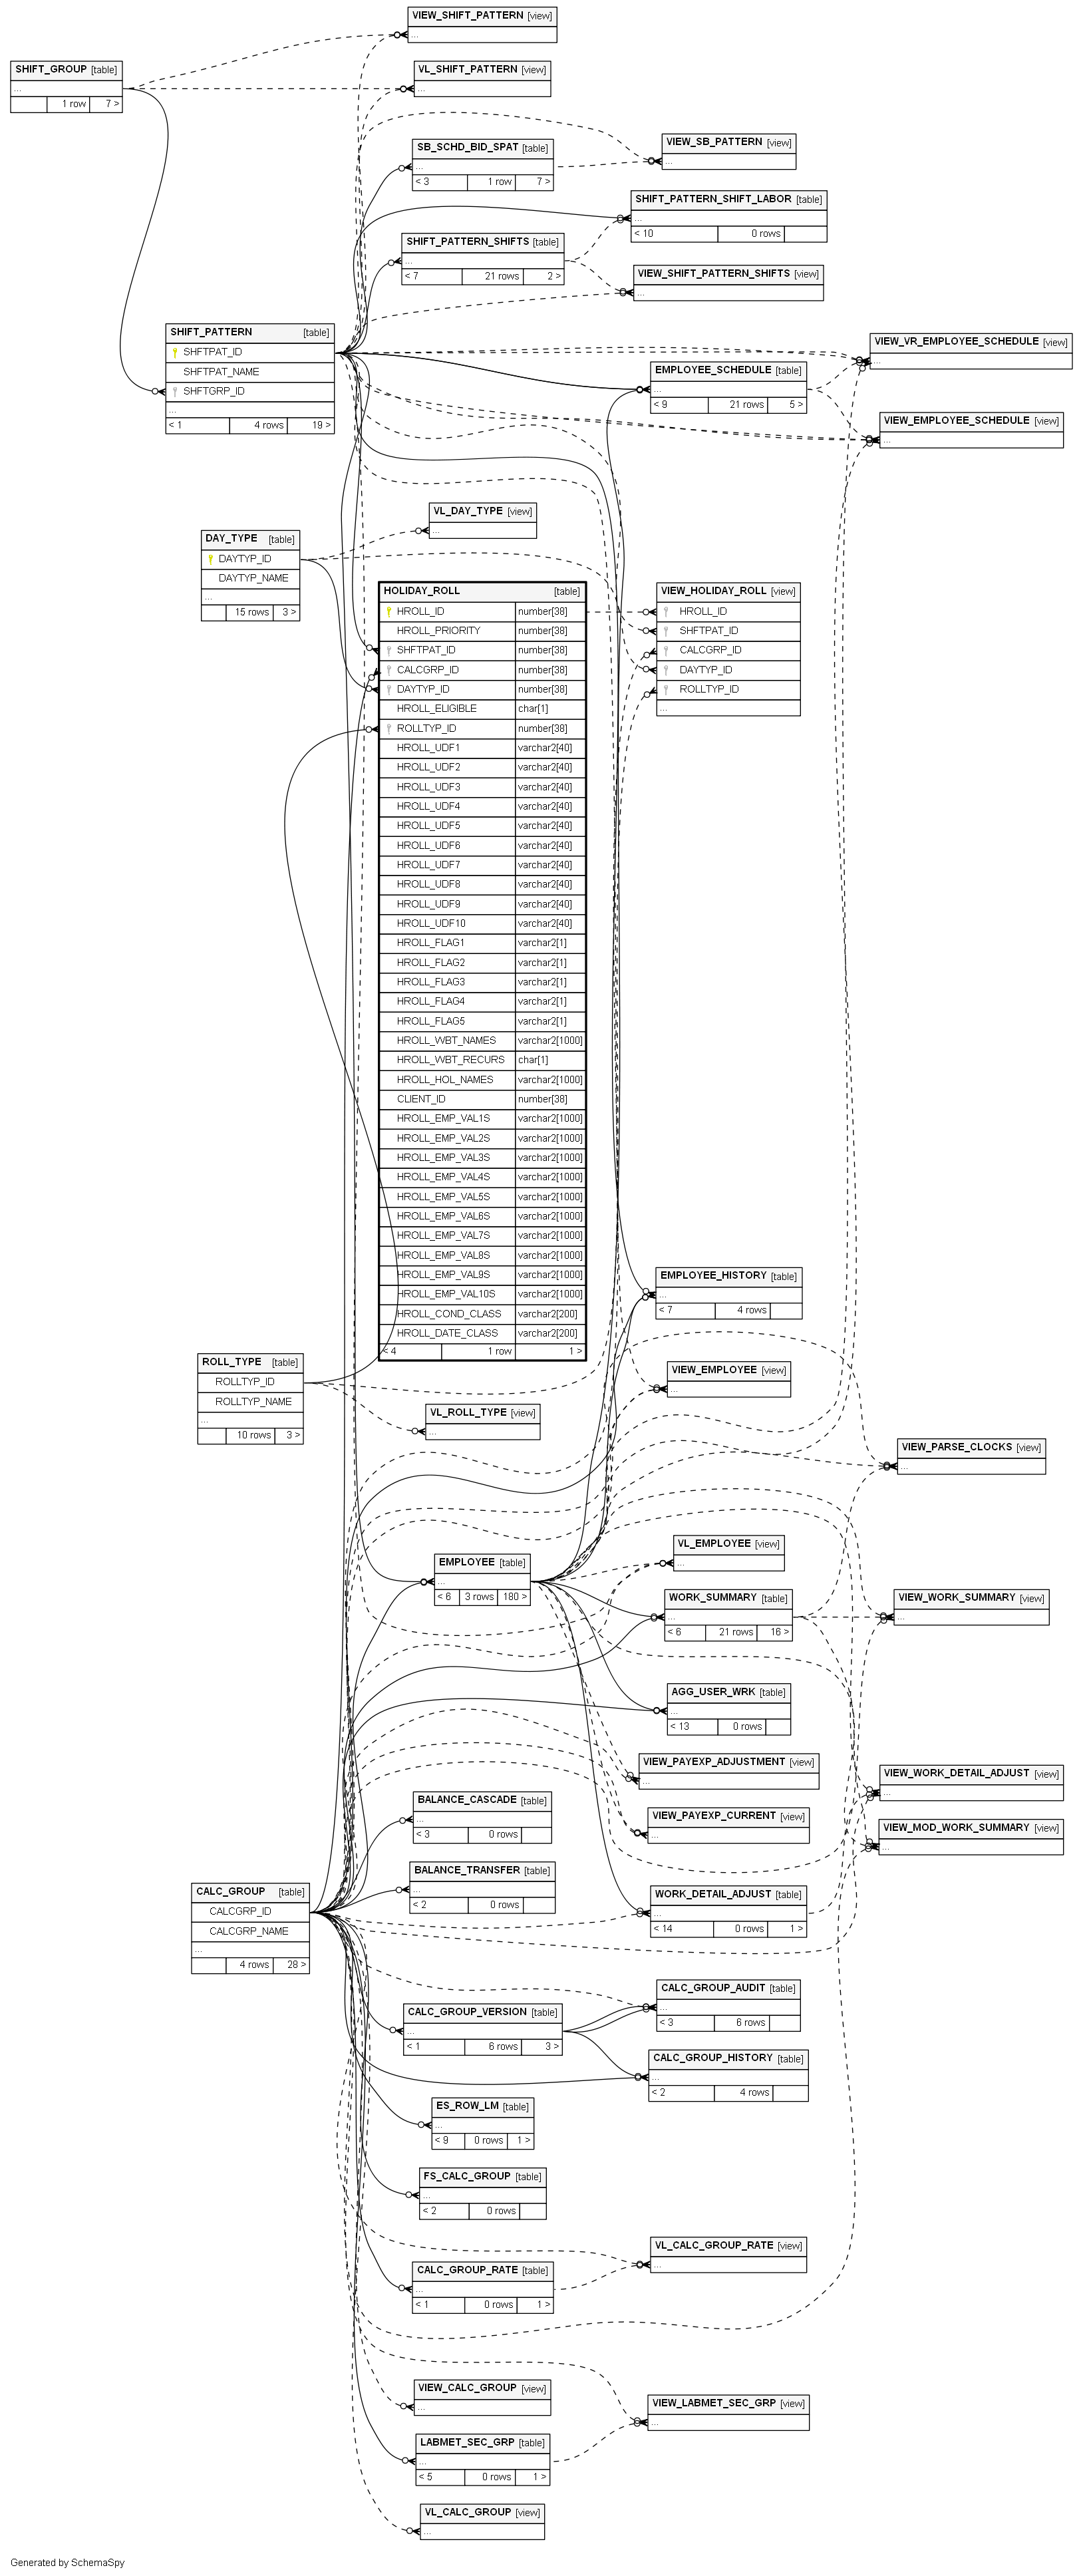 VIEW_SHIFT_PATTERN [view]
...
SHIFT_GROUP [table]
...
1 row 7 >
VL_SHIFT_PATTERN [view]
...
SB_SCHD_BID_SPAT [table]
...
< 3 1 row 7 >
VIEW_SB_PATTERN [view]
...
SHIFT_PATTERN_SHIFT_LABOR [table]
...
< 10 0 rows
SHIFT_PATTERN_SHIFTS [table]
...
< 7 21 rows 2 >
VIEW_SHIFT_PATTERN_SHIFTS [view]
...
SHIFT_PATTERN [table]
SHFTPAT_ID
SHFTPAT_NAME
SHFTGRP_ID
...
< 1 4 rows 19 >
VIEW_VR_EMPLOYEE_SCHEDULE [view]
...
EMPLOYEE_SCHEDULE [table]
...
< 9 21 rows 5 >
VIEW_EMPLOYEE_SCHEDULE [view]
...
VL_DAY_TYPE [view]
...
DAY_TYPE [table]
DAYTYP_ID
DAYTYP_NAME
...
15 rows 3 >
HOLIDAY_ROLL [table]
HROLL_ID number[38]
HROLL_PRIORITY number[38]
SHFTPAT_ID number[38]
CALCGRP_ID number[38]
DAYTYP_ID number[38]
HROLL_ELIGIBLE char[1]
ROLLTYP_ID number[38]
HROLL_UDF1 varchar2[40]
HROLL_UDF2 varchar2[40]
HROLL_UDF3 varchar2[40]
HROLL_UDF4 varchar2[40]
HROLL_UDF5 varchar2[40]
HROLL_UDF6 varchar2[40]
HROLL_UDF7 varchar2[40]
HROLL_UDF8 varchar2[40]
HROLL_UDF9 varchar2[40]
HROLL_UDF10 varchar2[40]
HROLL_FLAG1 varchar2[1]
HROLL_FLAG2 varchar2[1]
HROLL_FLAG3 varchar2[1]
HROLL_FLAG4 varchar2[1]
HROLL_FLAG5 varchar2[1]
HROLL_WBT_NAMES varchar2[1000]
HROLL_WBT_RECURS char[1]
HROLL_HOL_NAMES varchar2[1000]
CLIENT_ID number[38]
HROLL_EMP_VAL1S varchar2[1000]
HROLL_EMP_VAL2S varchar2[1000]
HROLL_EMP_VAL3S varchar2[1000]
HROLL_EMP_VAL4S varchar2[1000]
HROLL_EMP_VAL5S varchar2[1000]
HROLL_EMP_VAL6S varchar2[1000]
HROLL_EMP_VAL7S varchar2[1000]
HROLL_EMP_VAL8S varchar2[1000]
HROLL_EMP_VAL9S varchar2[1000]
HROLL_EMP_VAL10S varchar2[1000]
HROLL_COND_CLASS varchar2[200]
HROLL_DATE_CLASS varchar2[200]
< 4 1 row 1 >
VIEW_HOLIDAY_ROLL [view]
HROLL_ID
SHFTPAT_ID
CALCGRP_ID
DAYTYP_ID
ROLLTYP_ID
...
EMPLOYEE_HISTORY [table]
...
< 7 4 rows
ROLL_TYPE [table]
ROLLTYP_ID
ROLLTYP_NAME
...
10 rows 3 >
VIEW_EMPLOYEE [view]
...
VL_ROLL_TYPE [view]
...
VIEW_PARSE_CLOCKS [view]
...
VL_EMPLOYEE [view]
...
EMPLOYEE [table]
...
< 6 3 rows 180 >
WORK_SUMMARY [table]
...
< 6 21 rows 16 >
VIEW_WORK_SUMMARY [view]
...
AGG_USER_WRK [table]
...
< 13 0 rows
VIEW_PAYEXP_ADJUSTMENT [view]
...
VIEW_WORK_DETAIL_ADJUST [view]
...
BALANCE_CASCADE [table]
...
< 3 0 rows
VIEW_PAYEXP_CURRENT [view]
...
VIEW_MOD_WORK_SUMMARY [view]
...
BALANCE_TRANSFER [table]
...
< 2 0 rows
CALC_GROUP [table]
CALCGRP_ID
CALCGRP_NAME
...
4 rows 28 >
WORK_DETAIL_ADJUST [table]
...
< 14 0 rows 1 >
CALC_GROUP_AUDIT [table]
...
< 3 6 rows
CALC_GROUP_VERSION [table]
...
< 1 6 rows 3 >
CALC_GROUP_HISTORY [table]
...
< 2 4 rows
ES_ROW_LM [table]
...
< 9 0 rows 1 >
FS_CALC_GROUP [table]
...
< 2 0 rows
VL_CALC_GROUP_RATE [view]
...
CALC_GROUP_RATE [table]
...
< 1 0 rows 1 >
VIEW_CALC_GROUP [view]
...
VIEW_LABMET_SEC_GRP [view]
...
LABMET_SEC_GRP [table]
...
< 5 0 rows 1 >
VL_CALC_GROUP [view]
...
Generated by SchemaSpy